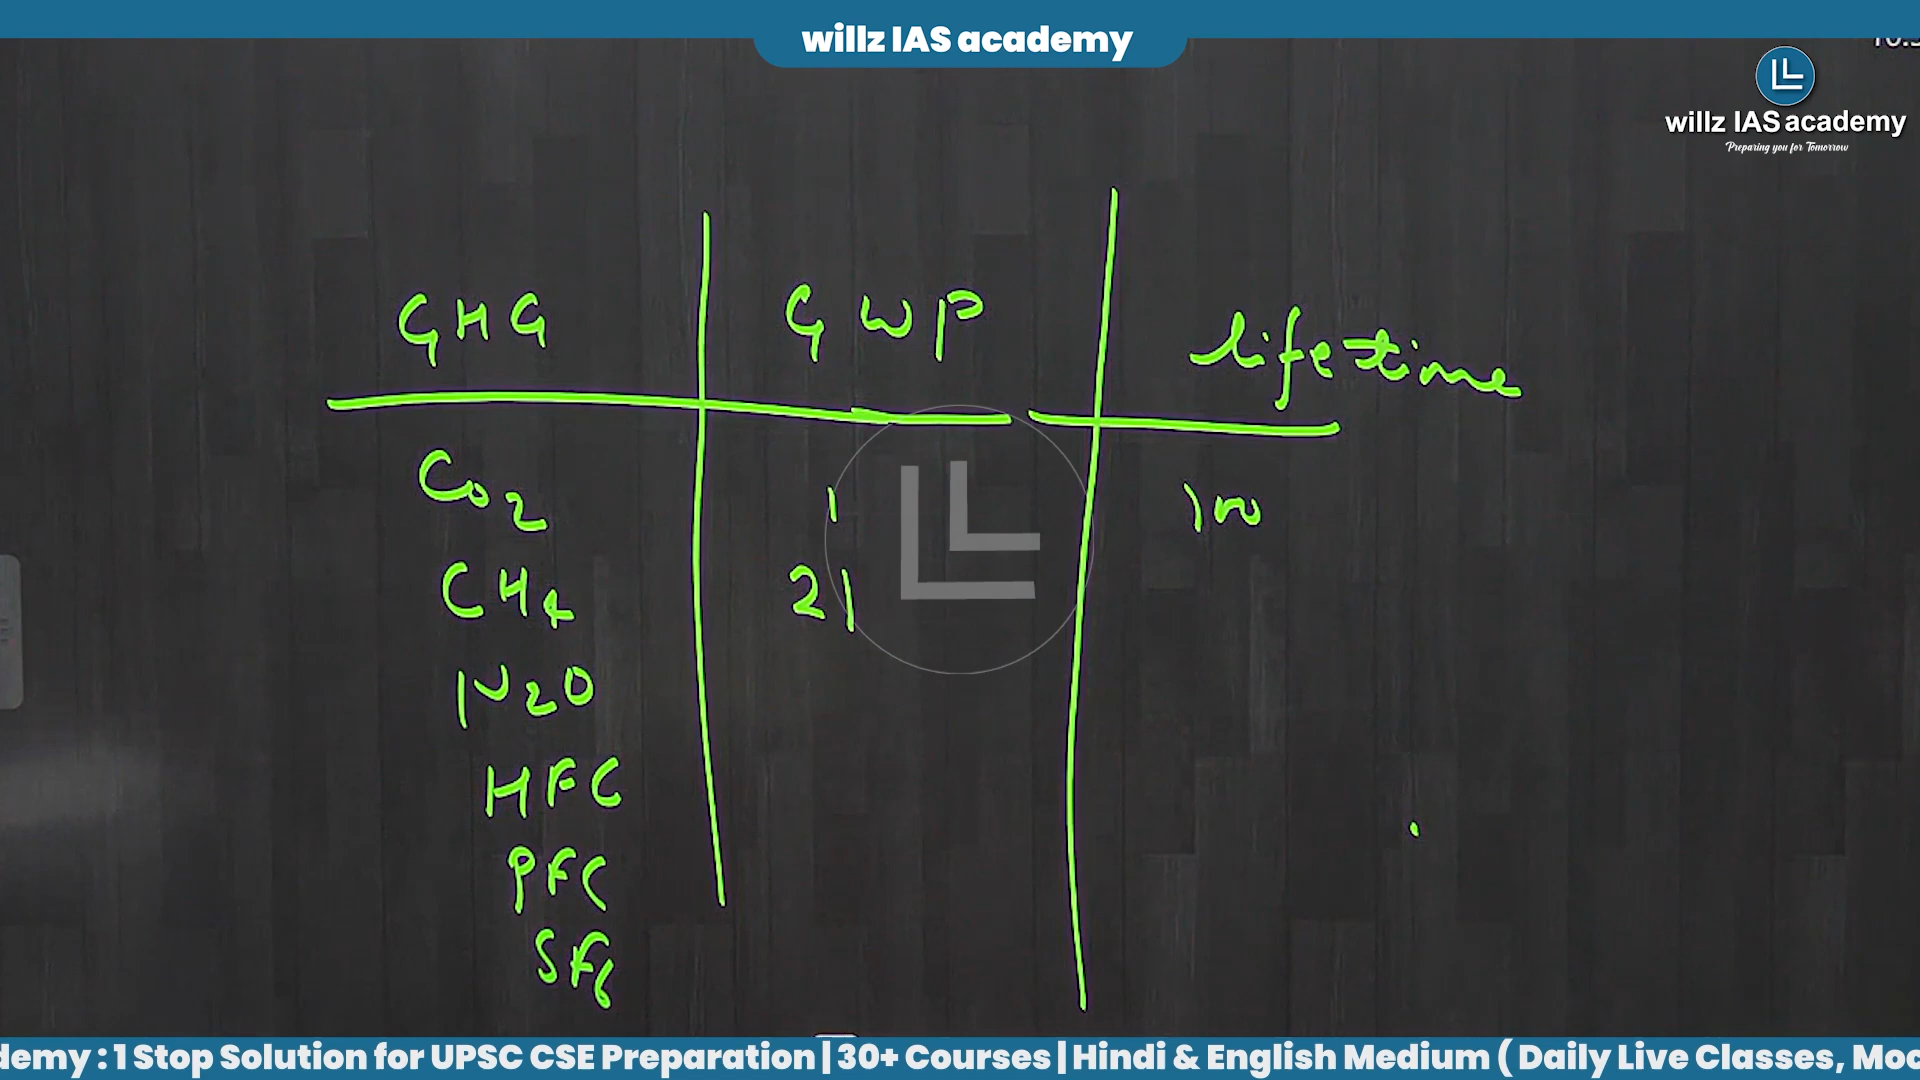 willz IAS academy
willz IAS academy
Preparing you for Tomorrow
GHG GWP lifetime
CO2 1 100
CH4 21
N2O
HFC
PFC
SF6
demy : 1 Stop Solution for UPSC CSE Preparation | 30+ Courses | Hindi & English Medium ( Daily Live Classes, Moc